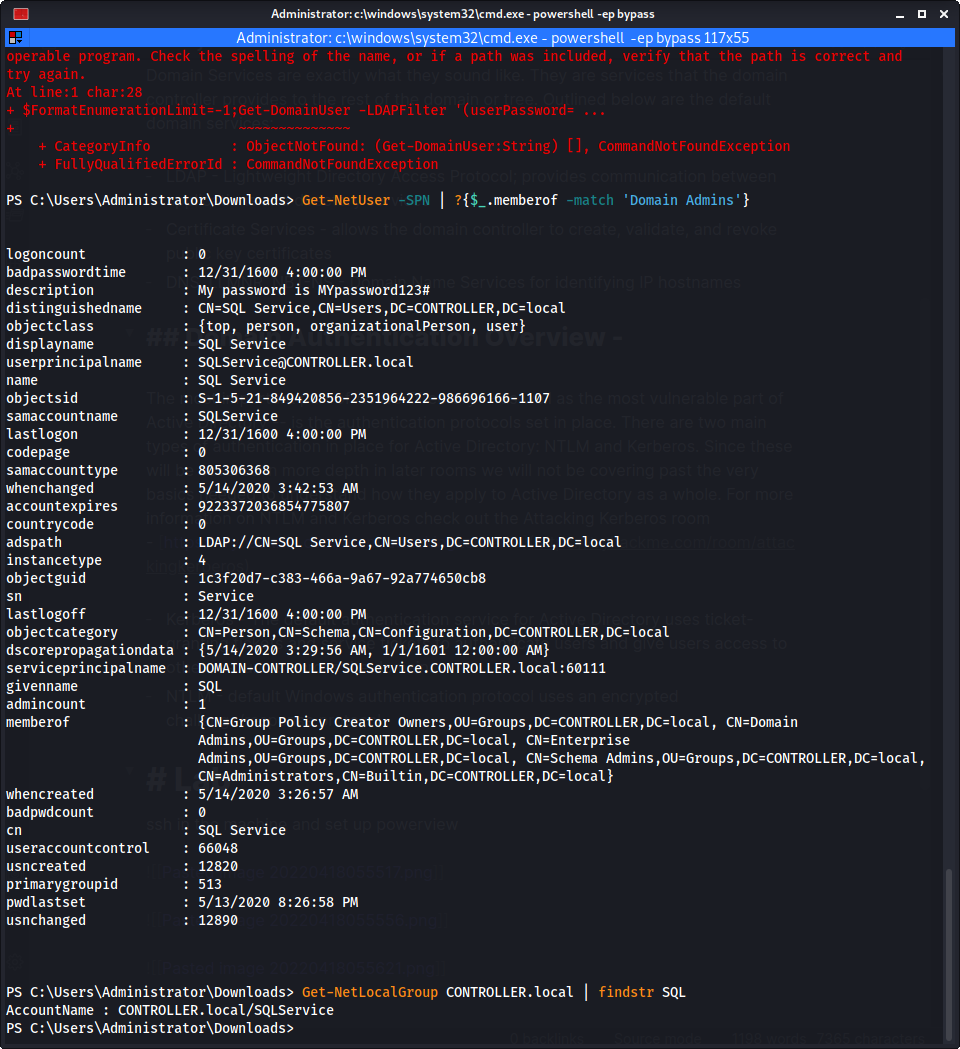 Administrator: c:\windows\system32\cmd.exe - powershell -ep bypass
Administrator: c:\windows\system32\cmd.exe - powershell -ep bypass 117x55
operable program. Check the spelling of the name, or if a path was included, verify that the path is correct and
try again.
At line:1 char:28
+ $FormatEnumerationLimit=-1;Get-DomainUser -LDAPFilter '(userPassword= ...
+                            ~~~~~~~~~~~~~~
    + CategoryInfo          : ObjectNotFound: (Get-DomainUser:String) [], CommandNotFoundException
    + FullyQualifiedErrorId : CommandNotFoundException
PS C:\Users\Administrator\Downloads> Get-NetUser -SPN | ?{$_.memberof -match 'Domain Admins'}
logoncount            : 0
badpasswordtime       : 12/31/1600 4:00:00 PM
description           : My password is MYpassword123#
distinguishedname     : CN=SQL Service,CN=Users,DC=CONTROLLER,DC=local
objectclass           : {top, person, organizationalPerson, user}
displayname           : SQL Service
userprincipalname     : SQLService@CONTROLLER.local
name                  : SQL Service
objectsid             : S-1-5-21-849420856-2351964222-986696166-1107
samaccountname        : SQLService
lastlogon             : 12/31/1600 4:00:00 PM
codepage              : 0
samaccounttype        : 805306368
whenchanged           : 5/14/2020 3:42:53 AM
accountexpires        : 9223372036854775807
countrycode           : 0
adspath               : LDAP://CN=SQL Service,CN=Users,DC=CONTROLLER,DC=local
instancetype          : 4
objectguid            : 1c3f20d7-c383-466a-9a67-92a774650cb8
sn                    : Service
lastlogoff            : 12/31/1600 4:00:00 PM
objectcategory        : CN=Person,CN=Schema,CN=Configuration,DC=CONTROLLER,DC=local
dscorepropagationdata : {5/14/2020 3:29:56 AM, 1/1/1601 12:00:00 AM}
serviceprincipalname  : DOMAIN-CONTROLLER/SQLService.CONTROLLER.local:60111
givenname             : SQL
admincount            : 1
memberof              : {CN=Group Policy Creator Owners,OU=Groups,DC=CONTROLLER,DC=local, CN=Domain
                        Admins,OU=Groups,DC=CONTROLLER,DC=local, CN=Enterprise
                        Admins,OU=Groups,DC=CONTROLLER,DC=local, CN=Schema Admins,OU=Groups,DC=CONTROLLER,DC=local,
                        CN=Administrators,CN=Builtin,DC=CONTROLLER,DC=local}
whencreated           : 5/14/2020 3:26:57 AM
badpwdcount           : 0
cn                    : SQL Service
useraccountcontrol    : 66048
usncreated            : 12820
primarygroupid        : 513
pwdlastset            : 5/13/2020 8:26:58 PM
usnchanged            : 12890
PS C:\Users\Administrator\Downloads> Get-NetLocalGroup CONTROLLER.local | findstr SQL
AccountName : CONTROLLER.local/SQLService
PS C:\Users\Administrator\Downloads>